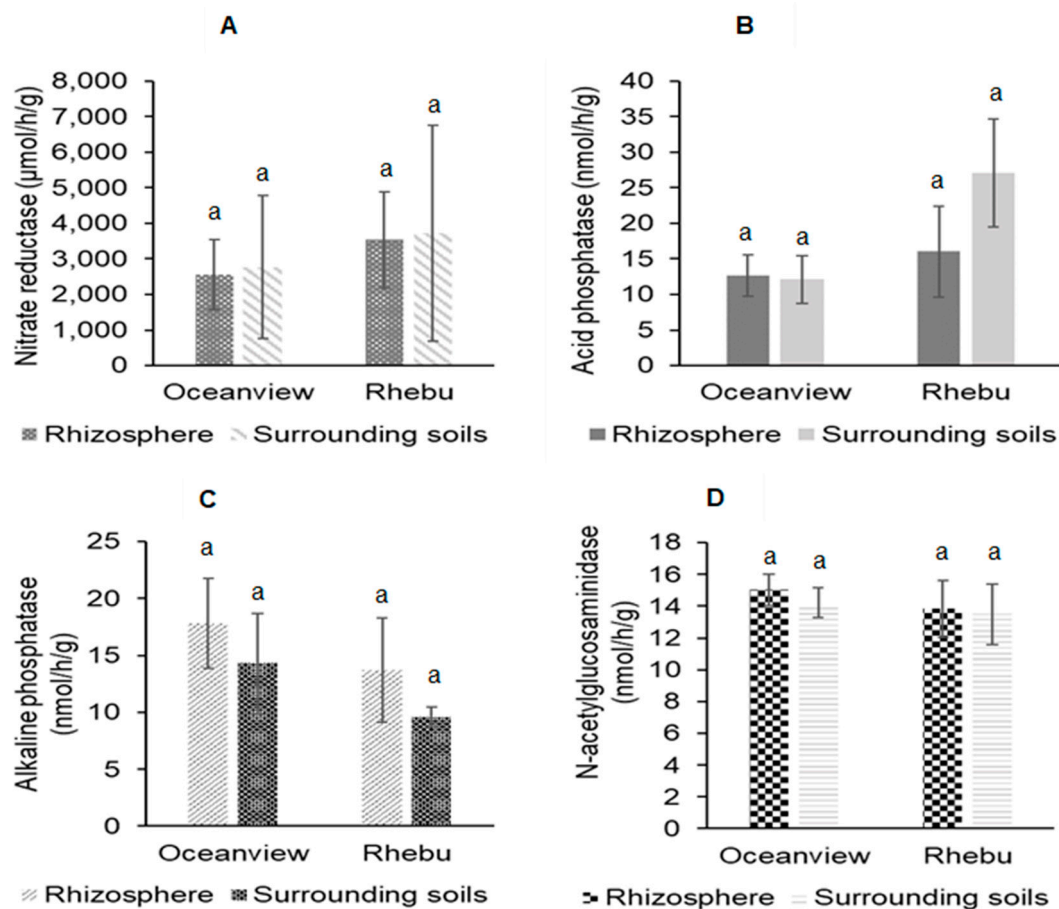 A
Nitrate reductase (µmol/h/g)
8,000
7,000
6,000
5,000
4,000
3,000
2,000
1,000
0
a
a
a
a
Oceanview
Rhebu
Rhizosphere
Surrounding soils
B
Acid phosphatase (nmol/h/g)
40
35
30
25
20
15
10
5
0
a
a
a
a
Oceanview
Rhebu
Rhizosphere
Surrounding soils
C
Alkaline phosphatase
(nmol/h/g)
25
20
15
10
5
0
a
a
a
a
Oceanview
Rhebu
Rhizosphere
Surrounding soils
D
N-acetylglucosaminidase
(nmol/h/g)
18
16
14
12
10
8
6
4
2
0
a
a
a
a
Oceanview
Rhebu
Rhizosphere
Surrounding soils